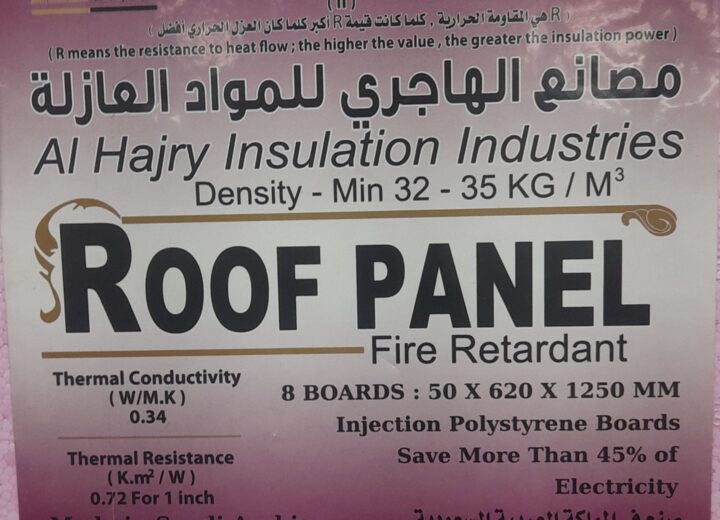 ( R هي المقاومة الحرارية , كلما كانت قيمة R أكبر كلما كان العزل الحراري أفضل )
( R means the resistance to heat flow ; the higher the value , the greater the insulation power )
مصانع الهاجري للمواد العازلة
Al Hajry Insulation Industries
Density - Min 32 - 35 KG / M³
ROOF PANEL
Fire Retardant
Thermal Conductivity
( W/M.K )
0.34
Thermal Resistance
( K.m² / W )
0.72 For 1 inch
8 BOARDS : 50 X 620 X 1250 MM
Injection Polystyrene Boards
Save More Than 45% of
Electricity